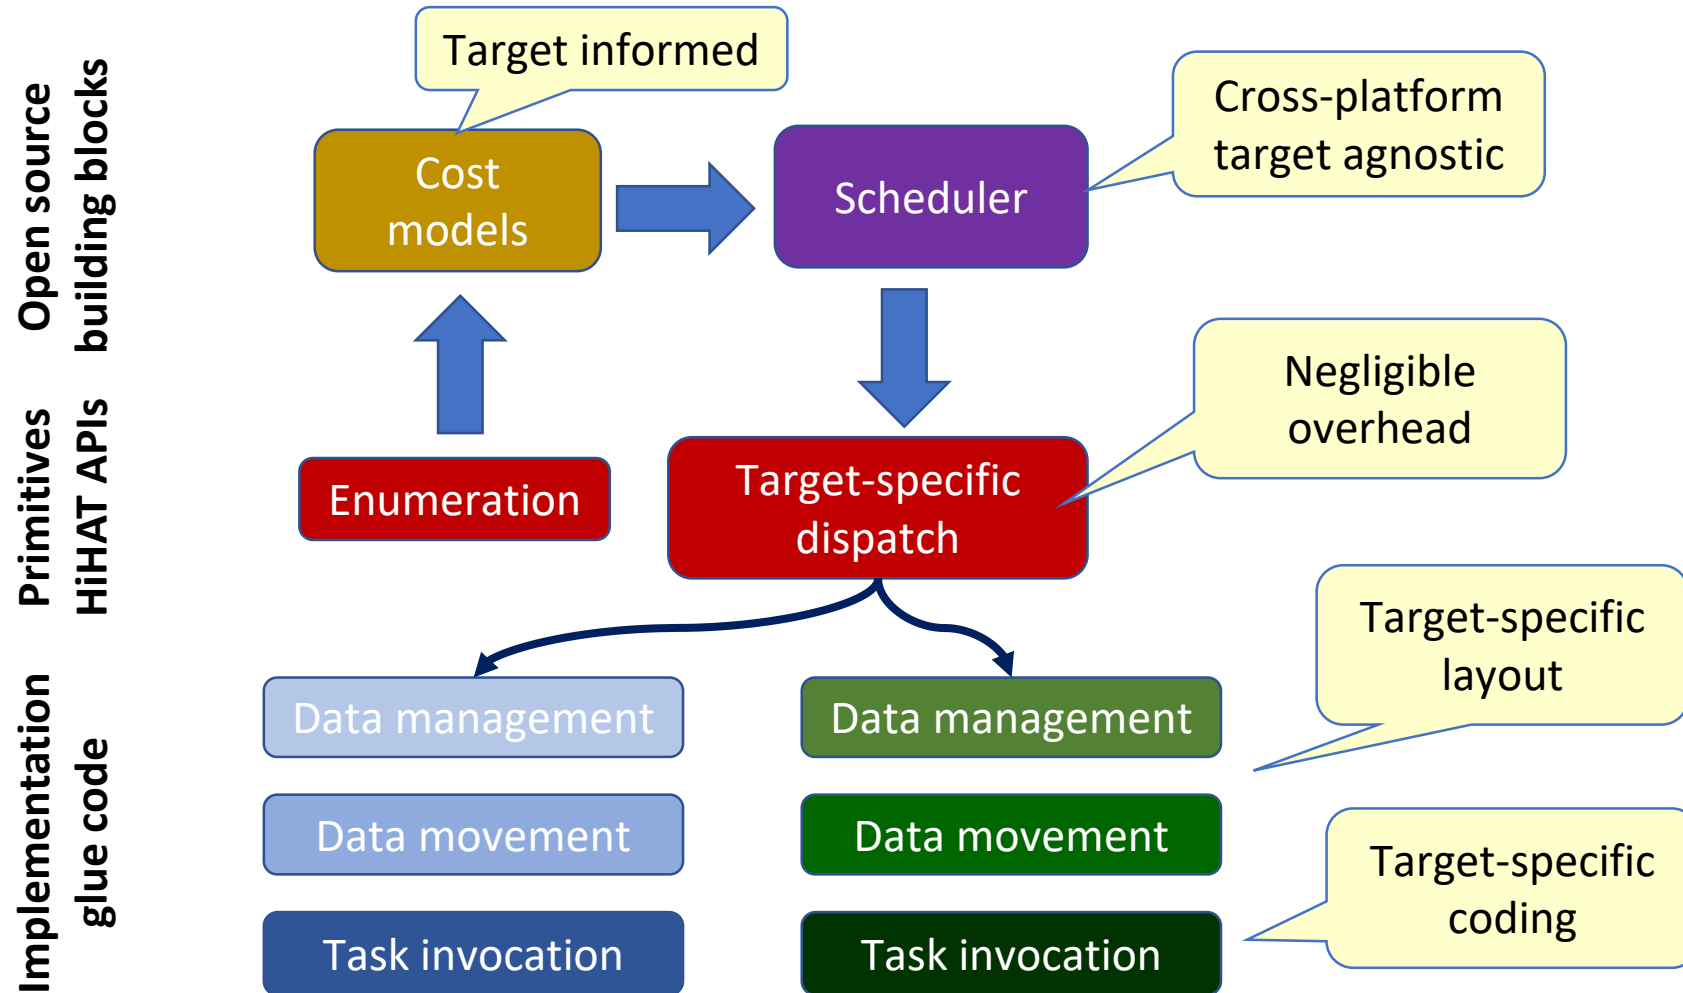 Open source
building blocks
Target informed
Cost
models
Scheduler
Cross-platform
target agnostic
Primitives
HiHAT APIs
Enumeration
Target-specific
dispatch
Negligible
overhead
Implementation
glue code
Data management
Data movement
Task invocation
Data management
Data movement
Task invocation
Target-specific
layout
Target-specific
coding